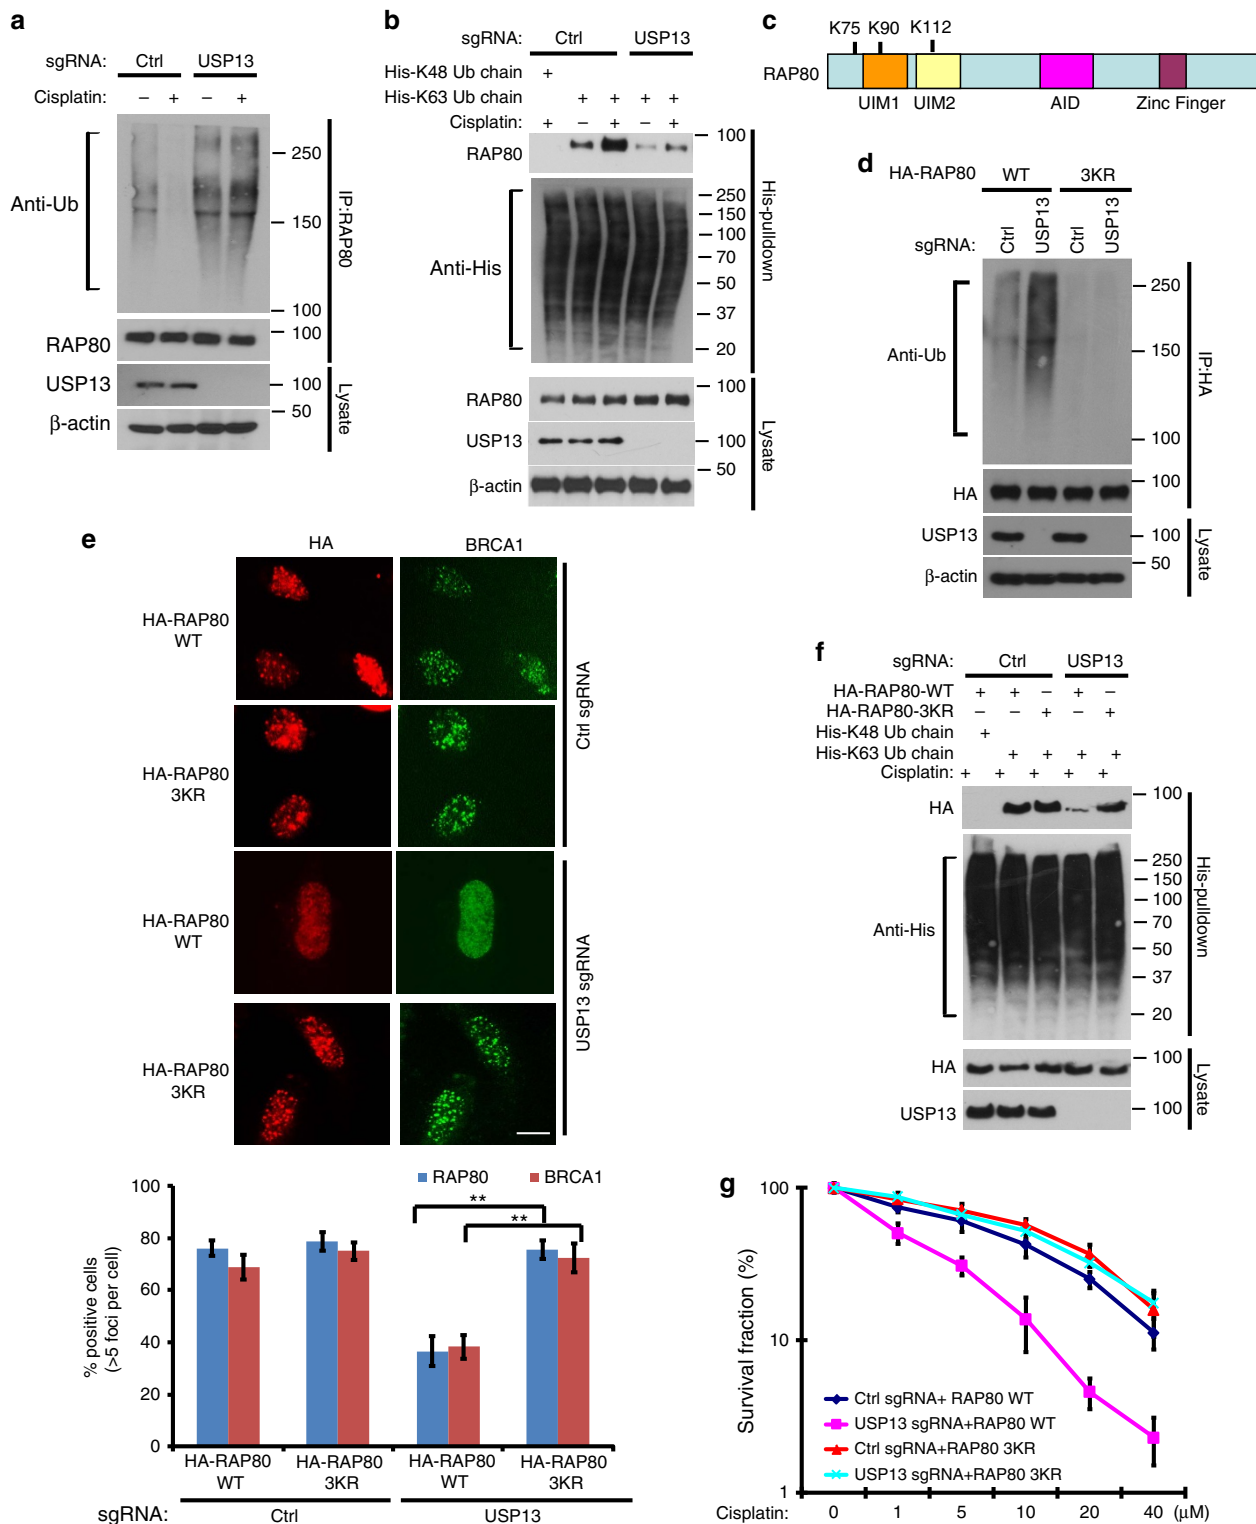 a
sgRNA: Ctrl USP13
Cisplatin: – + – +
Anti-Ub
250
150
100
IP:RAP80
RAP80
100
USP13
100
β-actin
50
Lysate
b
sgRNA: Ctrl USP13
His-K48 Ub chain +
His-K63 Ub chain + + + +
Cisplatin: + – + – +
RAP80
100
Anti-His
250
150
100
70
50
37
20
His-pulldown
RAP80
100
USP13
100
β-actin
50
Lysate
c
K75 K90 K112
RAP80
UIM1 UIM2 AID Zinc Finger
d
HA-RAP80 WT 3KR
sgRNA: Ctrl USP13 Ctrl USP13
Anti-Ub
250
150
100
IP:HA
HA
100
USP13
100
β-actin
50
Lysate
e
HA BRCA1
HA-RAP80
WT
HA-RAP80
3KR
Ctrl sgRNA
HA-RAP80
WT
HA-RAP80
3KR
USP13 sgRNA
RAP80 BRCA1
% positive cells
(>5 foci per cell)
100
80
60
40
20
0
**
**
HA-RAP80
WT
HA-RAP80
3KR
HA-RAP80
WT
HA-RAP80
3KR
sgRNA: Ctrl USP13
f
sgRNA: Ctrl USP13
HA-RAP80-WT + + – + –
HA-RAP80-3KR – – + – +
His-K48 Ub chain +
His-K63 Ub chain + + + +
Cisplatin: + + + + +
HA
100
Anti-His
250
150
100
70
50
37
20
His-pulldown
HA
100
USP13
100
Lysate
g
Survival fraction (%)
100
10
1
Ctrl sgRNA+ RAP80 WT
USP13 sgRNA+RAP80 WT
Ctrl sgRNA+RAP80 3KR
USP13 sgRNA+RAP80 3KR
Cisplatin: 0 1 5 10 20 40 (μM)